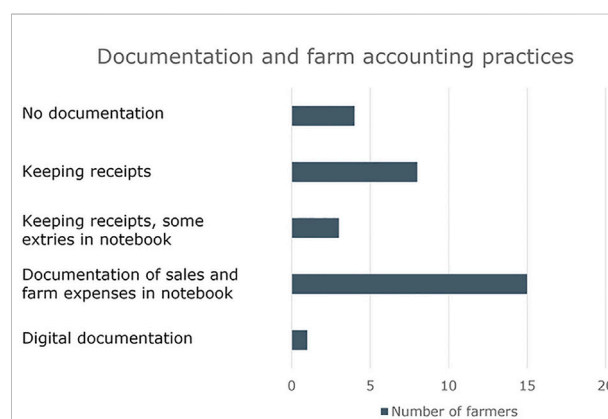 Documentation and farm accounting practices
No documentation
Keeping receipts
Keeping receipts, some
extries in notebook
Documentation of sales and
farm expenses in notebook
Digital documentation
0 5 10 15 20
Number of farmers